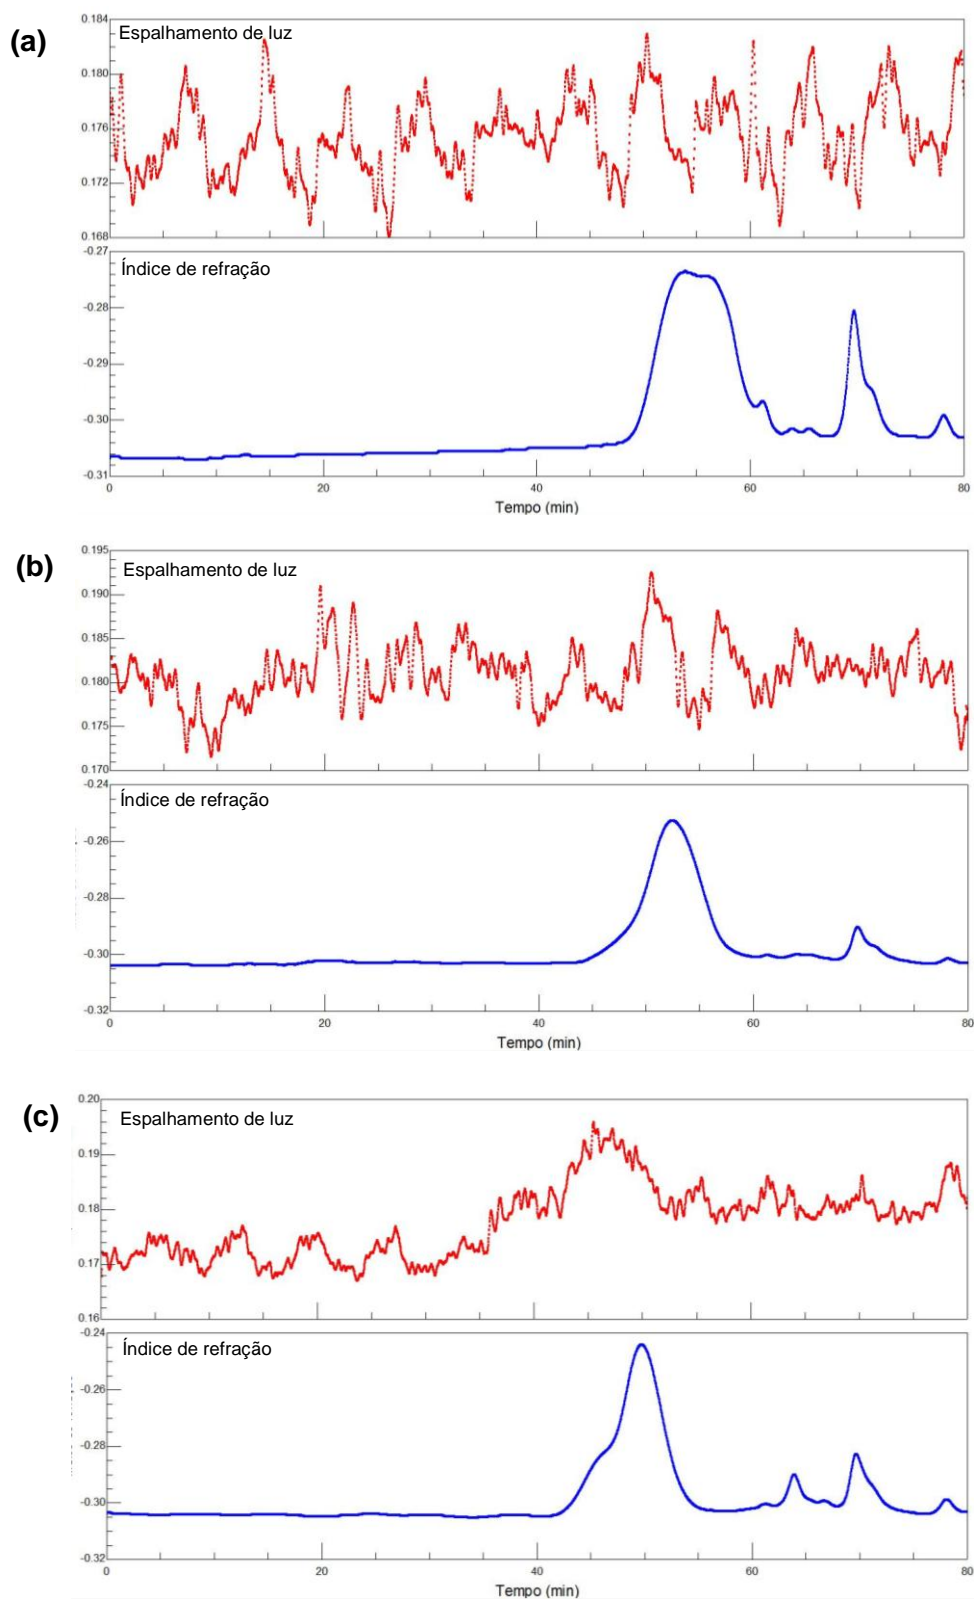 (a)
Espalhamento de luz
0.184
0.180
0.176
0.172
0.168
Índice de refração
-0.27
-0.28
-0.29
-0.30
-0.31
0 20 40 60 80
Tempo (min)
(b)
Espalhamento de luz
0.195
0.190
0.185
0.180
0.175
0.170
Índice de refração
-0.24
-0.26
-0.28
-0.30
-0.32
0 20 40 60 80
Tempo (min)
(c)
Espalhamento de luz
0.20
0.19
0.18
0.17
0.16
Índice de refração
-0.24
-0.26
-0.28
-0.30
-0.32
0 20 40 60 80
Tempo (min)